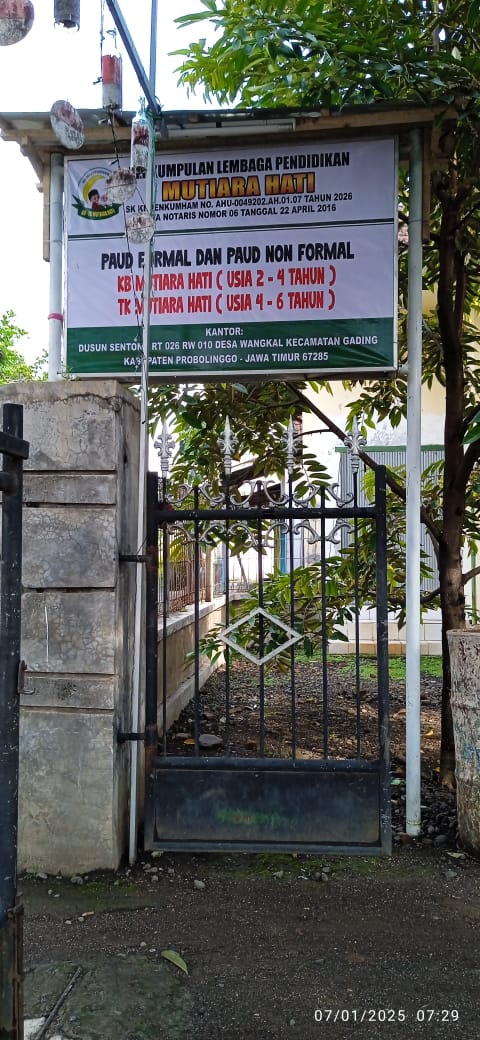 KUMPULAN LEMBAGA PENDIDIKAN
MUTIARA HATI
SK KEMENKUMHAM NO. AHU-0049202.AH.01.07 TAHUN 2026
NOTARIS NOMOR 06 TANGGAL 22 APRIL 2016
PAUD FORMAL DAN PAUD NON FORMAL
KB MUTIARA HATI ( USIA 2 - 4 TAHUN )
TK MUTIARA HATI ( USIA 4 - 6 TAHUN )
KANTOR:
DUSUN SENTONG RT 026 RW 010 DESA WANGKAL KECAMATAN GADING
KABUPATEN PROBOLINGGO - JAWA TIMUR 67285
07/01/2025 07:29